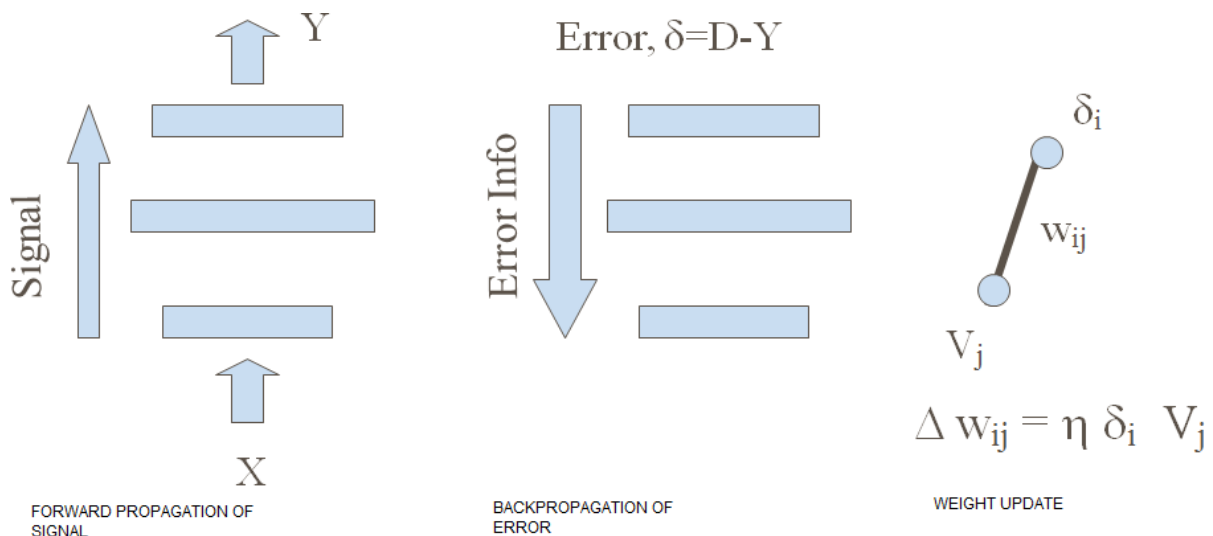 Y
Signal
X
FORWARD PROPAGATION OF
SIGNAL
Error, δ=D-Y
Error Info
BACKPROPAGATION OF
ERROR
δi
wij
Vj
Δ wij = η δi Vj
WEIGHT UPDATE